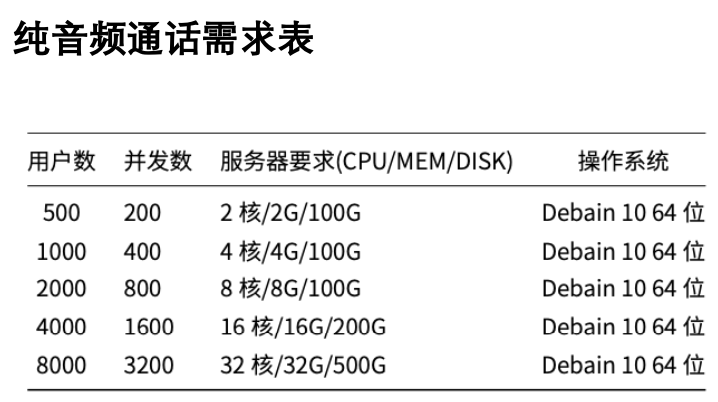 纯音频通话需求表
用户数 并发数 服务器要求(CPU/MEM/DISK) 操作系统
500 200 2 核/2G/100G Debain 10 64 位
1000 400 4 核/4G/100G Debain 10 64 位
2000 800 8 核/8G/100G Debain 10 64 位
4000 1600 16 核/16G/200G Debain 10 64 位
8000 3200 32 核/32G/500G Debain 10 64 位